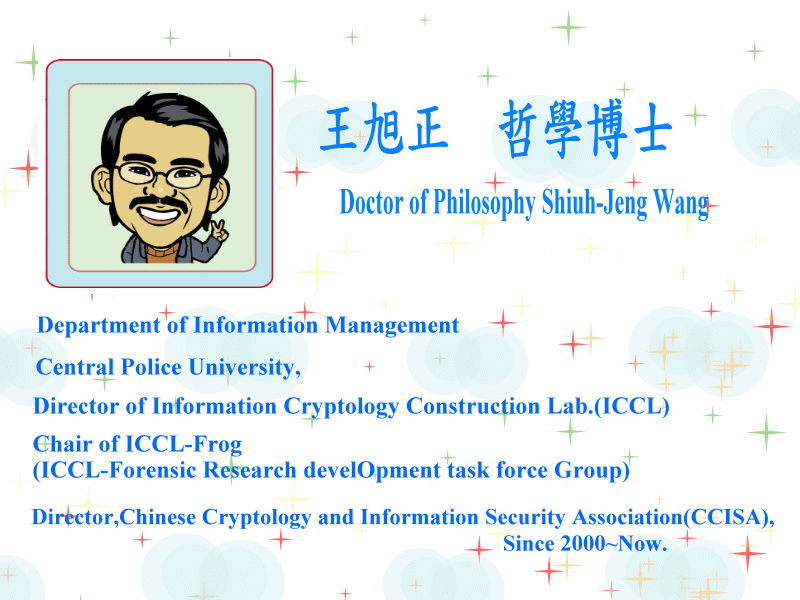 王旭正 哲學博士
Doctor of Philosophy Shiuh-Jeng Wang
Department of Information Management
Central Police University,
Director of Information Cryptology Construction Lab.(ICCL)
Chair of ICCL-Frog
(ICCL-Forensic Research develOpment task force Group)
Director,Chinese Cryptology and Information Security Association(CCISA),
Since 2000~Now.